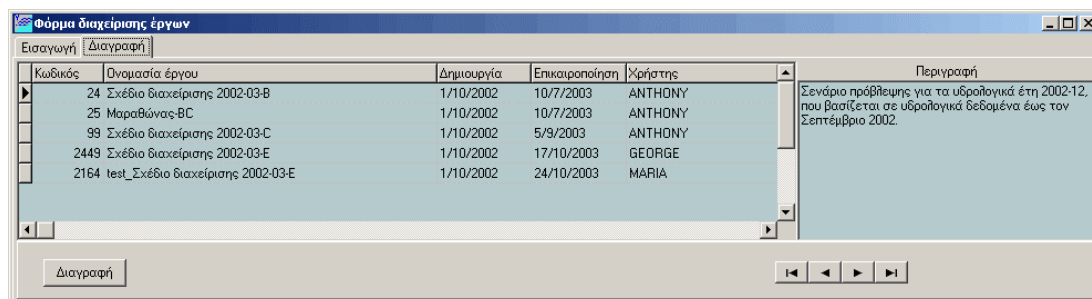 Φόρμα διαχείρισης έργων
Εισαγωγή Διαγραφή
Κωδικός Ονομασία έργου Δημιουργία Επικαιροποίηση Χρήστης Περιγραφή
24 Σχέδιο διαχείρισης 2002-03-B 1/10/2002 10/7/2003 ANTHONY
25 Μαραθώνας-BC 1/10/2002 10/7/2003 ANTHONY
99 Σχέδιο διαχείρισης 2002-03-C 1/10/2002 5/9/2003 ANTHONY
2449 Σχέδιο διαχείρισης 2002-03-E 1/10/2002 17/10/2003 GEORGE
2164 test_Σχέδιο διαχείρισης 2002-03-E 1/10/2002 24/10/2003 MARIA
Σενάριο πρόβλεψης για τα υδρολογικά έτη 2002-12,
που βασίζεται σε υδρολογικά δεδομένα έως τον
Σεπτέμβριο 2002.
Διαγραφή